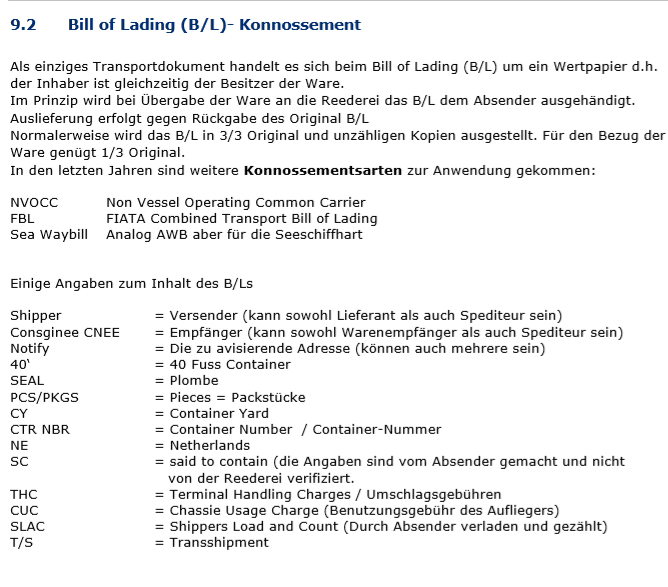 9.2 Bill of Lading (B/L)- Konnossement
Als einziges Transportdokument handelt es sich beim Bill of Lading (B/L) um ein Wertpapier d.h.
der Inhaber ist gleichzeitig der Besitzer der Ware.
Im Prinzip wird bei Übergabe der Ware an die Reederei das B/L dem Absender ausgehändigt.
Auslieferung erfolgt gegen Rückgabe des Original B/L
Normalerweise wird das B/L in 3/3 Original und unzähligen Kopien ausgestellt. Für den Bezug der
Ware genügt 1/3 Original.
In den letzten Jahren sind weitere Konnossementsarten zur Anwendung gekommen:
NVOCC Non Vessel Operating Common Carrier
FBL FIATA Combined Transport Bill of Lading
Sea Waybill Analog AWB aber für die Seeschiffhart
Einige Angaben zum Inhalt des B/Ls
Shipper = Versender (kann sowohl Lieferant als auch Spediteur sein)
Consginee CNEE = Empfänger (kann sowohl Warenempfänger als auch Spediteur sein)
Notify = Die zu avisierende Adresse (können auch mehrere sein)
40‛ = 40 Fuss Container
SEAL = Plombe
PCS/PKGS = Pieces = Packstücke
CY = Container Yard
CTR NBR = Container Number / Container-Nummer
NE = Netherlands
SC = said to contain (die Angaben sind vom Absender gemacht und nicht
von der Reederei verifiziert.
THC = Terminal Handling Charges / Umschlagsgebühren
CUC = Chassie Usage Charge (Benutzungsgebühr des Aufliegers)
SLAC = Shippers Load and Count (Durch Absender verladen und gezählt)
T/S = Transshipment